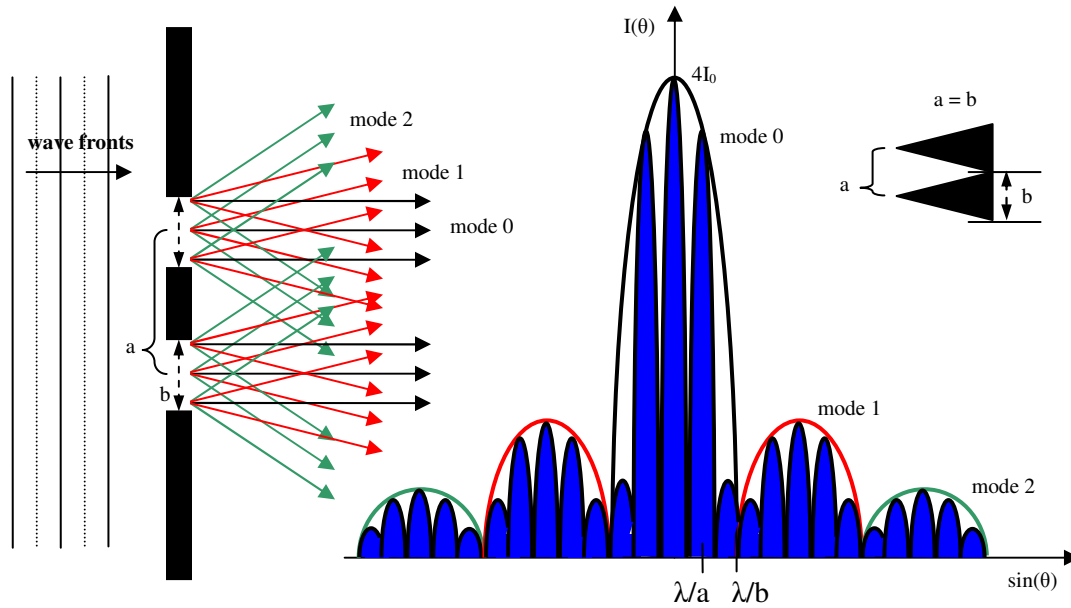 I(θ)
4I₀
a = b
mode 2
mode 0
wave fronts
mode 1
a
b
mode 0
a
b
mode 1
mode 2
λ/a
λ/b
sin(θ)